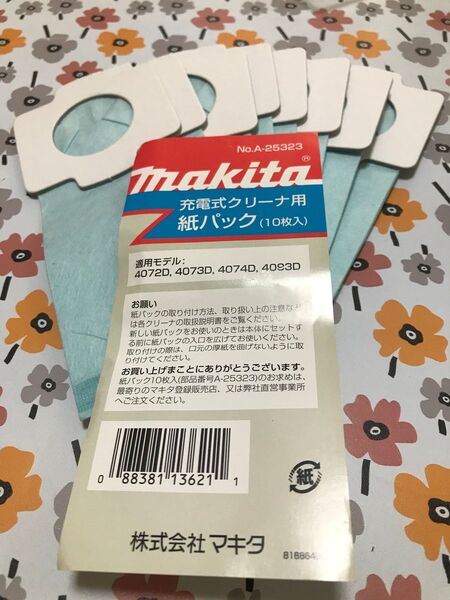 No.A-25323
makita®
充電式クリーナ用
紙パック(10枚入)
適用モデル:
4072D, 4073D, 4074D, 4093D
お願い
紙パックの取り付け方法、取り扱い上の注意など
は各クリーナの取扱説明書をご覧ください。
新しい紙パックをお使いのときは本体にセットす
る前に紙パックの入口を広げてお使いください。
取り付けの際は、口元の厚紙を曲げないように取
り付けてください。
お買い上げまことにありがとうございます。
紙パック10枚入(部品番号A-25323)のお求めは、
最寄りのマキタ登録販売店、又は弊社直営事業所
へご注文ください。
0 88381 13621 1
紙
株式会社マキタ
818864